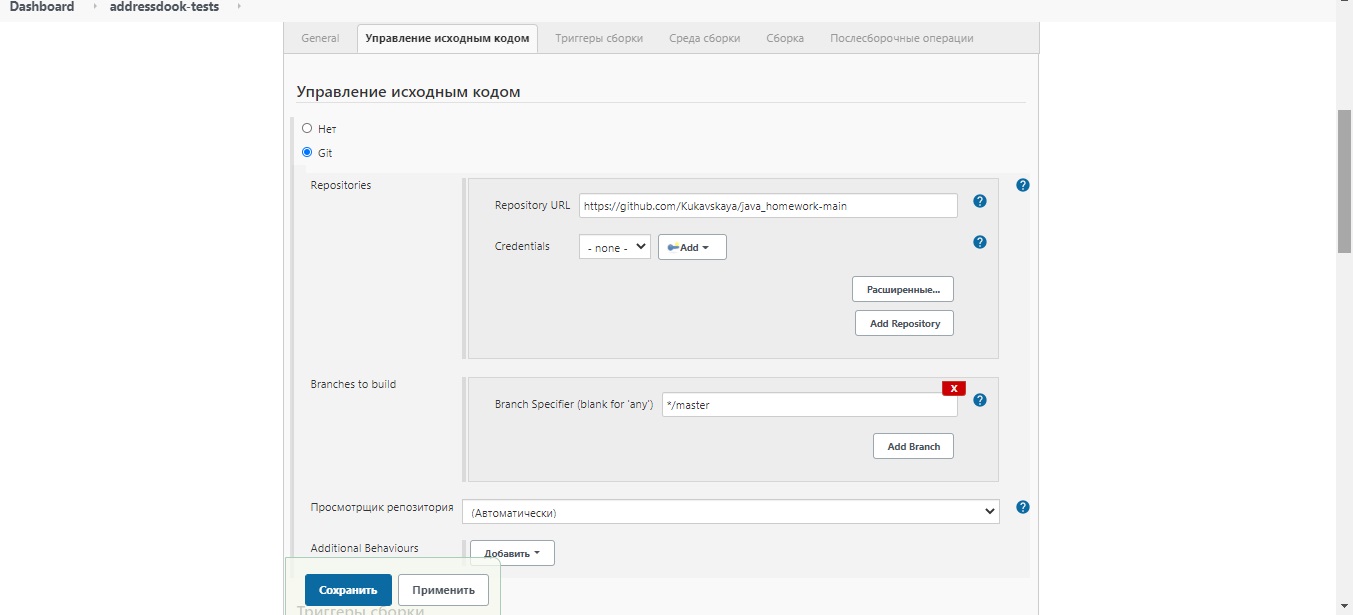 Dashboard addressdook-tests
General Управление исходным кодом Триггеры сборки Среда сборки Сборка Послесборочные операции
Управление исходным кодом
Нет
Git
Repositories
Repository URL https://github.com/Kukavskaya/java_homework-main
Credentials - none - Add
Расширенные...
Add Repository
Branches to build
X
Branch Specifier (blank for 'any') */master
Add Branch
Просмотрщик репозитория (Автоматически)
Additional Behaviours Добавить
Сохранить Применить
Триггеры сборки